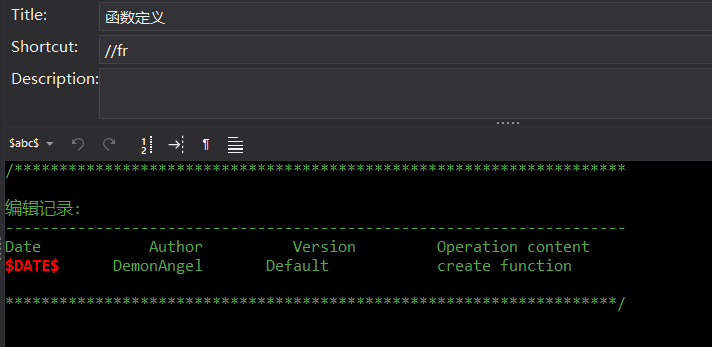 Title: 函数定义
Shortcut: //fr
Description:
$abc$
/********************************************************************
编辑记录:
---------------------------------------------------------------------
Date Author Version Operation content
$DATE$ DemonAngel Default create function
********************************************************************/